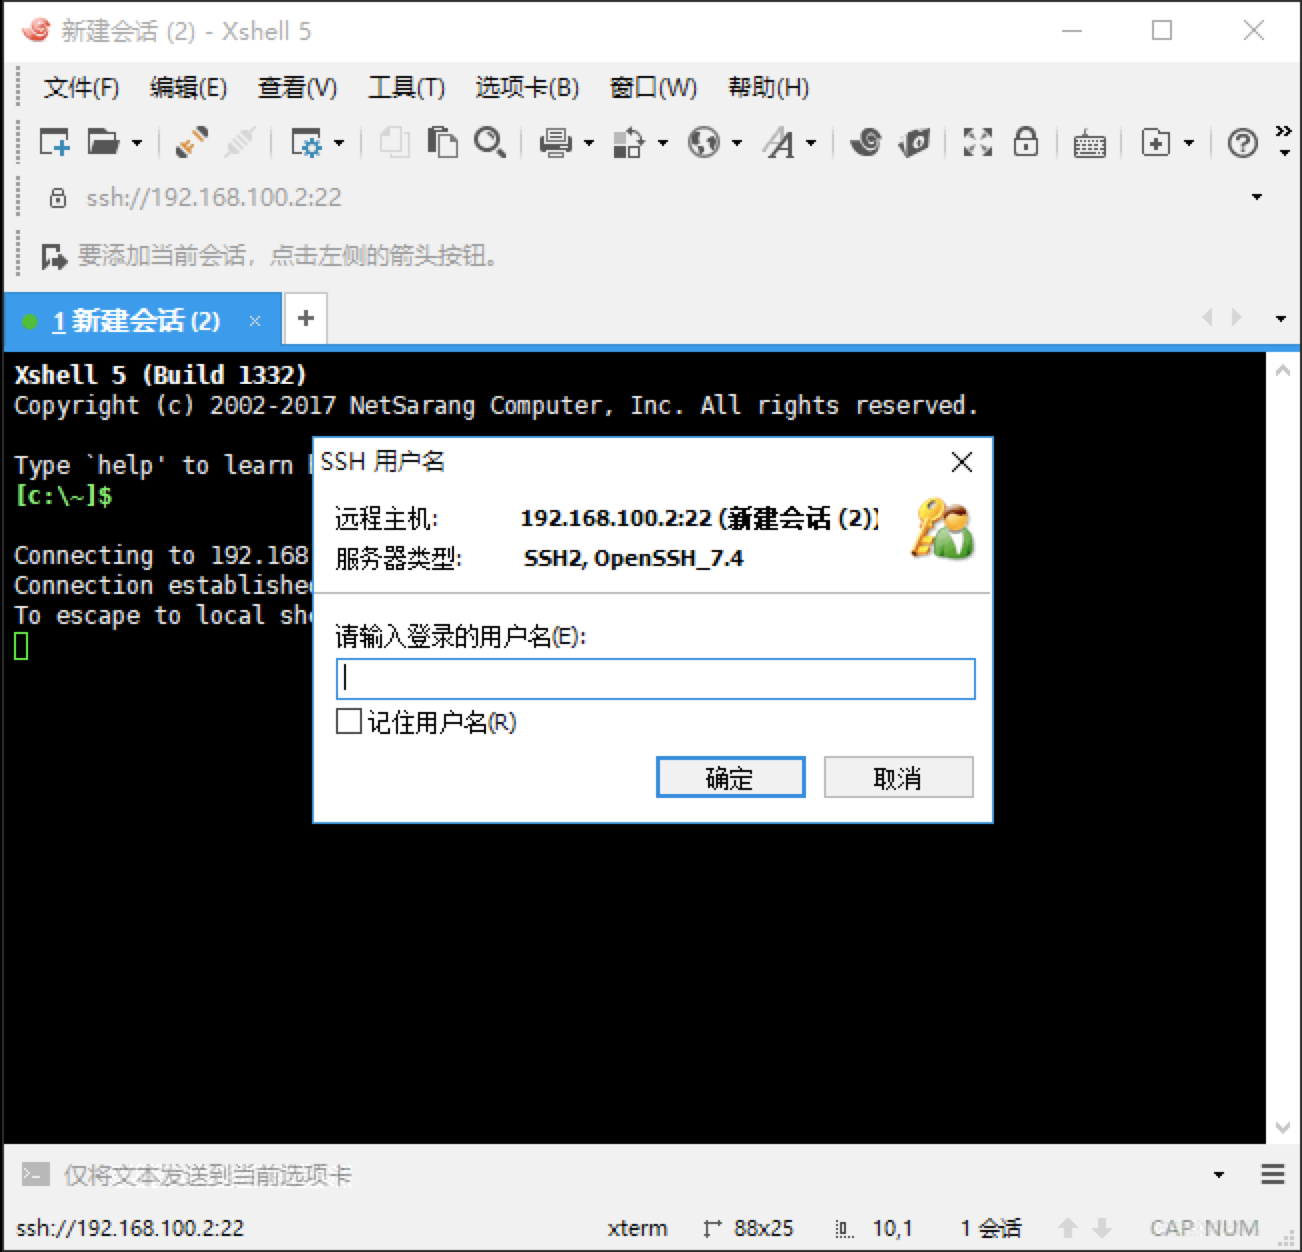 新建会话 (2) - Xshell 5
文件(F) 编辑(E) 查看(V) 工具(T) 选项卡(B) 窗口(W) 帮助(H)
ssh://192.168.100.2:22
要添加当前会话，点击左侧的箭头按钮。
1 新建会话 (2)
Xshell 5 (Build 1332)
Copyright (c) 2002-2017 NetSarang Computer, Inc. All rights reserved.
Type `help' to learn
[c:\~]$
Connecting to 192.168
Connection established
To escape to local
SSH 用户名
远程主机: 192.168.100.2:22 (新建会话 (2))
服务器类型: SSH2, OpenSSH_7.4
请输入登录的用户名(E):
记住用户名(R)
确定 取消
仅将文本发送到当前选项卡
ssh://192.168.100.2:22 xterm 88x25 10,1 1 会话 CAP NUM